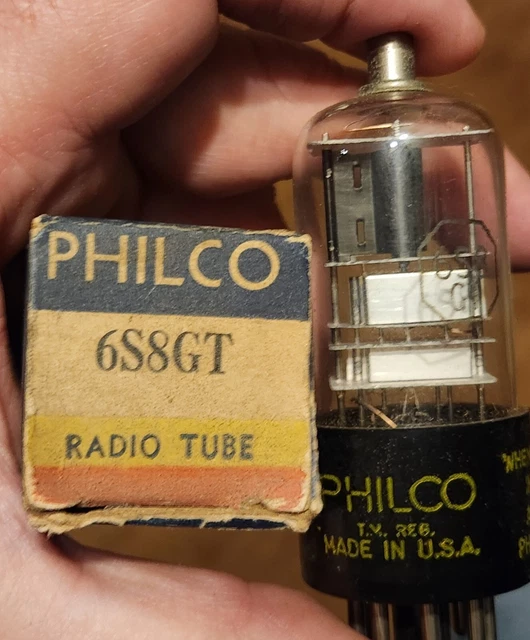 PHILCO
6S8GT
RADIO TUBE
PHILCO
T.M. REG.
MADE IN U.S.A.